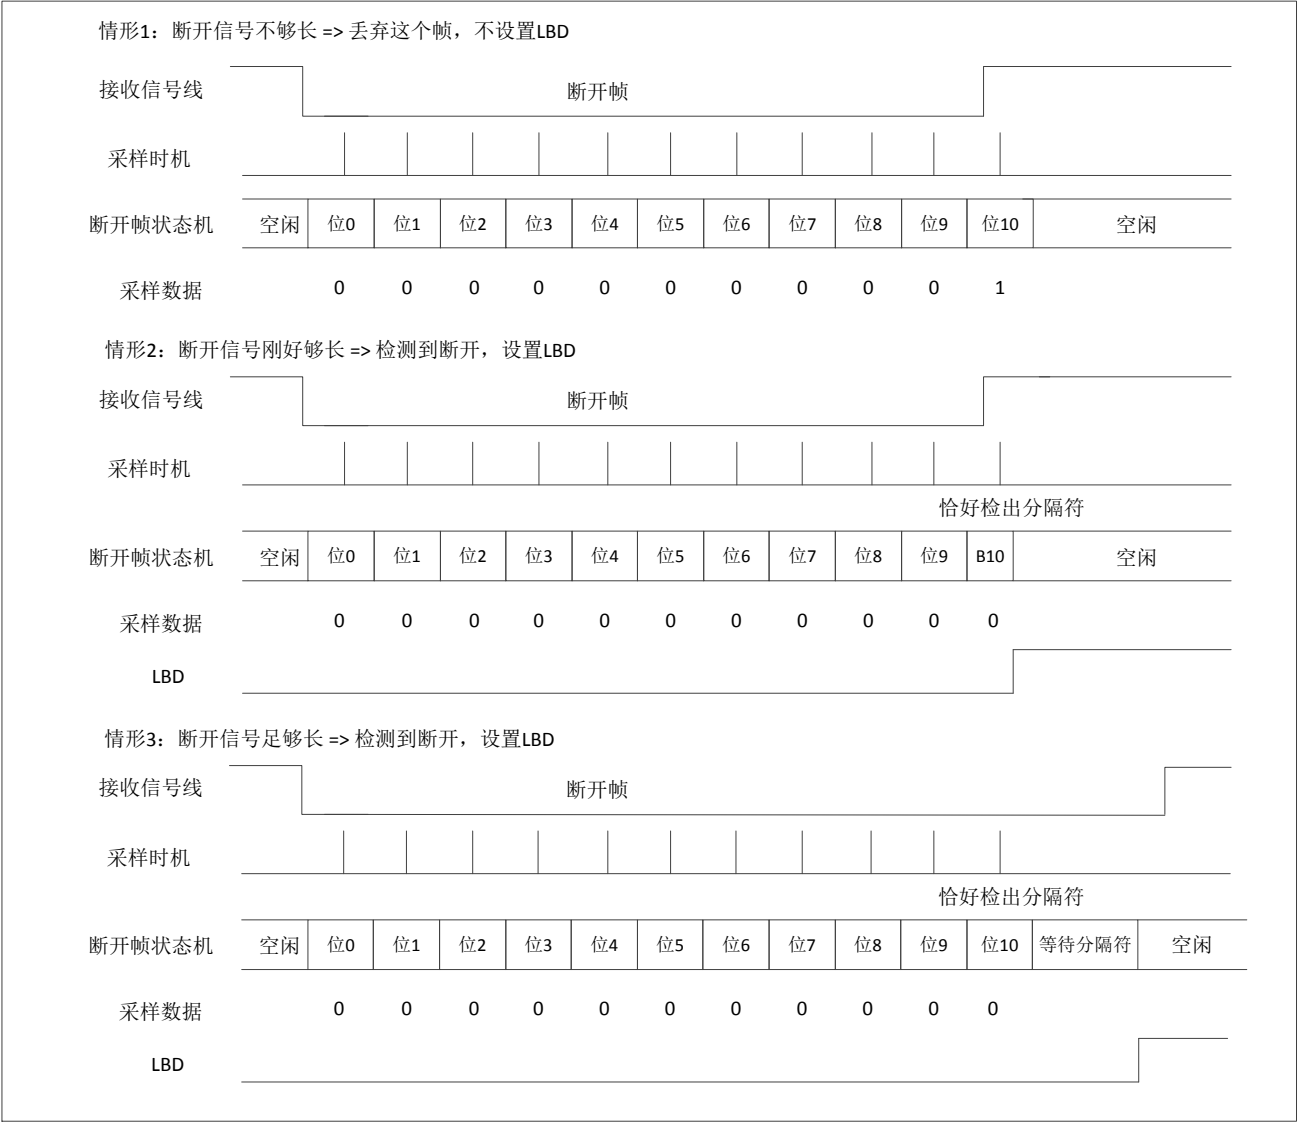 情形1：断开信号不够长 => 丢弃这个帧，不设置LBD
接收信号线 断开帧
采样时机
断开帧状态机 空闲 位0 位1 位2 位3 位4 位5 位6 位7 位8 位9 位10 空闲
采样数据 0 0 0 0 0 0 0 0 0 0 1
情形2：断开信号刚好够长 => 检测到断开，设置LBD
接收信号线 断开帧
采样时机
恰好检出分隔符
断开帧状态机 空闲 位0 位1 位2 位3 位4 位5 位6 位7 位8 位9 B10 空闲
采样数据 0 0 0 0 0 0 0 0 0 0 0
LBD
情形3：断开信号足够长 => 检测到断开，设置LBD
接收信号线 断开帧
采样时机
恰好检出分隔符
断开帧状态机 空闲 位0 位1 位2 位3 位4 位5 位6 位7 位8 位9 位10 等待分隔符 空闲
采样数据 0 0 0 0 0 0 0 0 0 0 0
LBD